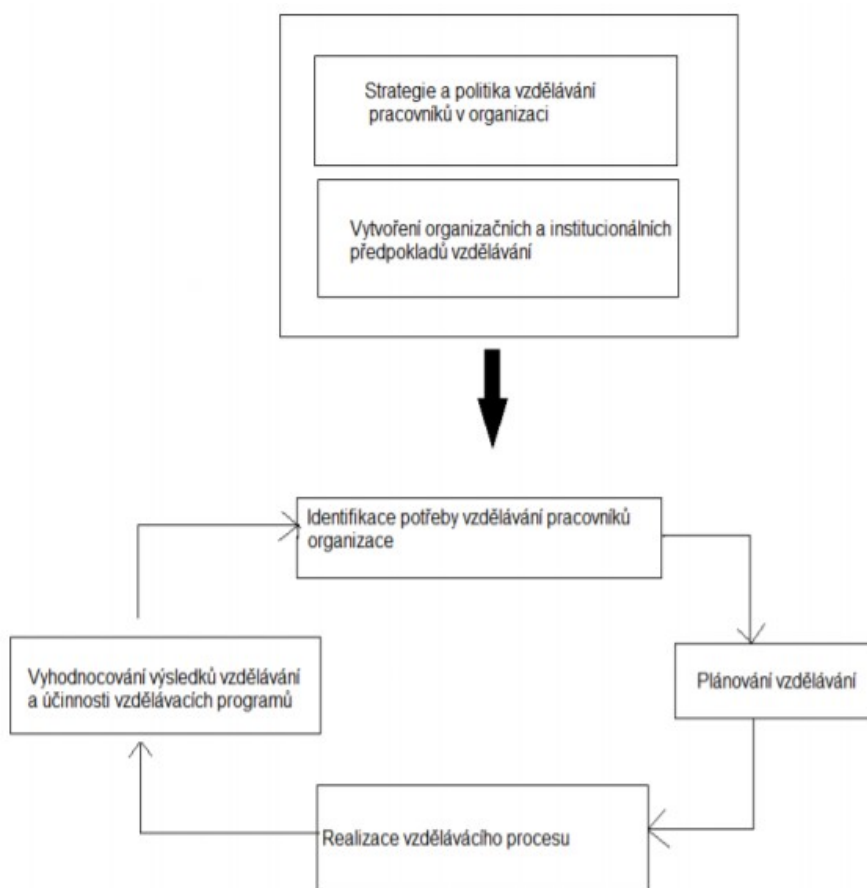 Strategie a politika vzdělávání
pracovníků v organizaci
Vytvoření organizačních a institucionálních
předpokladů vzdělávání
Identifikace potřeby vzdělávání pracovníků
organizace
Vyhodnocování výsledků vzdělávání
a účinnosti vzdělávacích programů
Plánování vzdělávání
Realizace vzdělávácího procesu